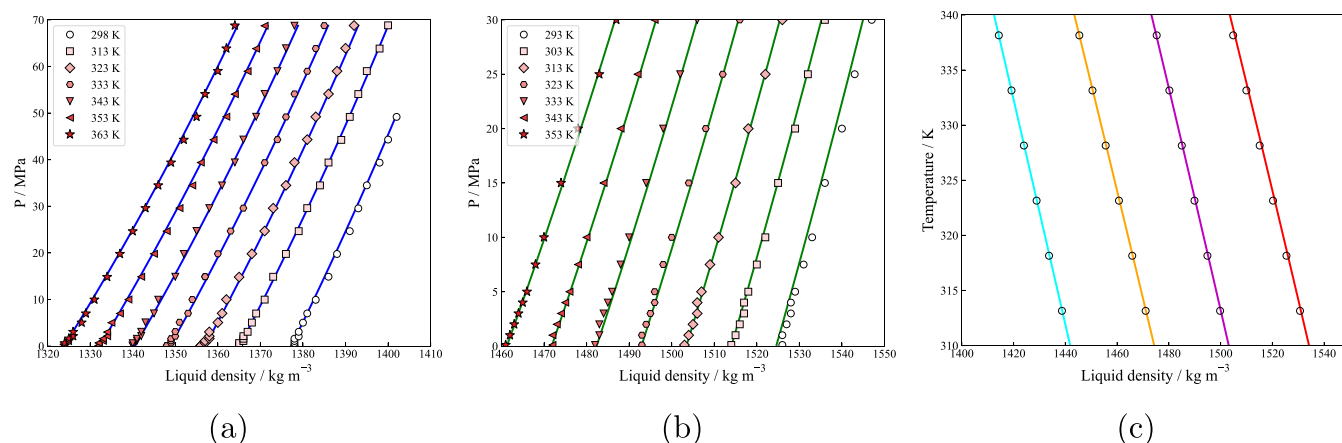 70
60
50
40
30
20
10
0
P / MPa
298 K
313 K
323 K
333 K
343 K
353 K
363 K
1320 1330 1340 1350 1360 1370 1380 1390 1400 1410
Liquid density / kg m⁻³
(a)
30
25
20
15
10
5
0
P / MPa
293 K
303 K
313 K
323 K
333 K
343 K
353 K
1460 1470 1480 1490 1500 1510 1520 1530 1540 1550
Liquid density / kg m⁻³
(b)
340
335
330
325
320
315
310
Temperature / K
1400 1420 1440 1460 1480 1500 1520 1540
Liquid density / kg m⁻³
(c)